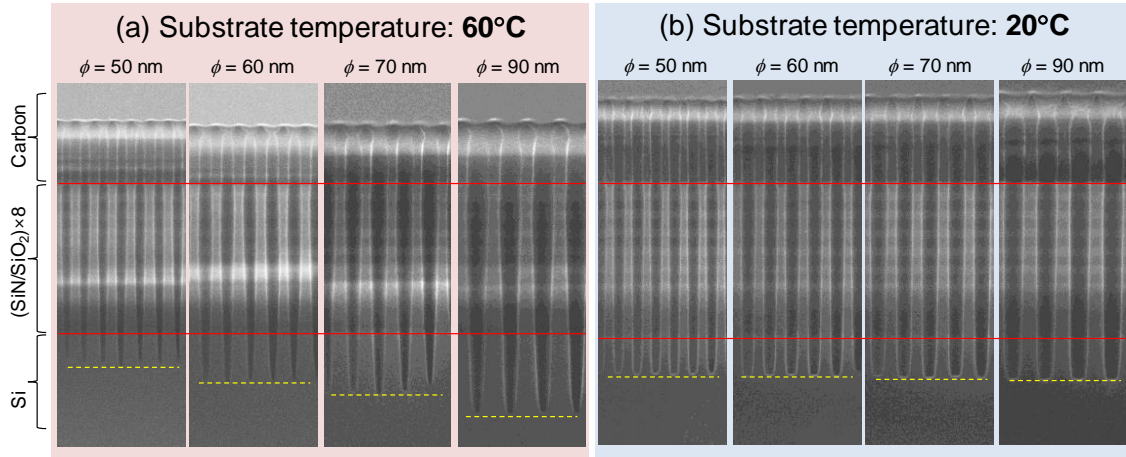 (a) Substrate temperature: 60°C
ϕ = 50 nm
ϕ = 60 nm
ϕ = 70 nm
ϕ = 90 nm
(b) Substrate temperature: 20°C
ϕ = 50 nm
ϕ = 60 nm
ϕ = 70 nm
ϕ = 90 nm
Carbon
(SiN/SiO₂)×8
Si